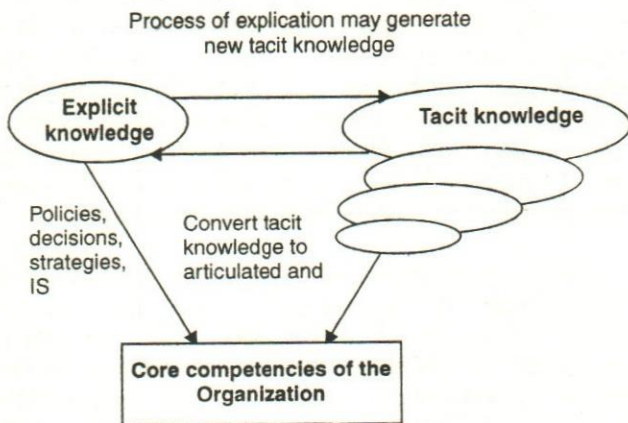 Process of explication may generate
new tacit knowledge
Explicit
knowledge
Tacit knowledge
Policies,
decisions,
strategies,
IS
Convert tacit
knowledge to
articulated and
Core competencies of the
Organization